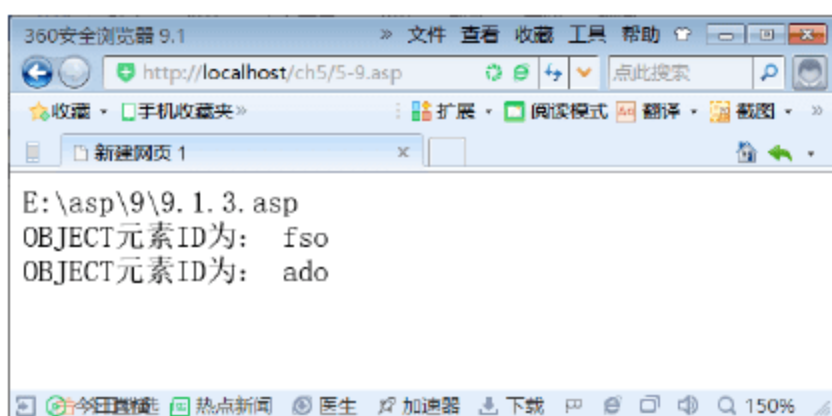 360安全浏览器 9.1 » 文件 查看 收藏 工具 帮助
http://localhost/ch5/5-9.asp 点此搜索
收藏 手机收藏夹» 扩展 阅读模式 翻译 截图 »
新建网页 1 ×
E:\asp\9\9.1.3.asp
OBJECT元素ID为: fso
OBJECT元素ID为: ado
热点新闻 医生 加速器 下载 150%